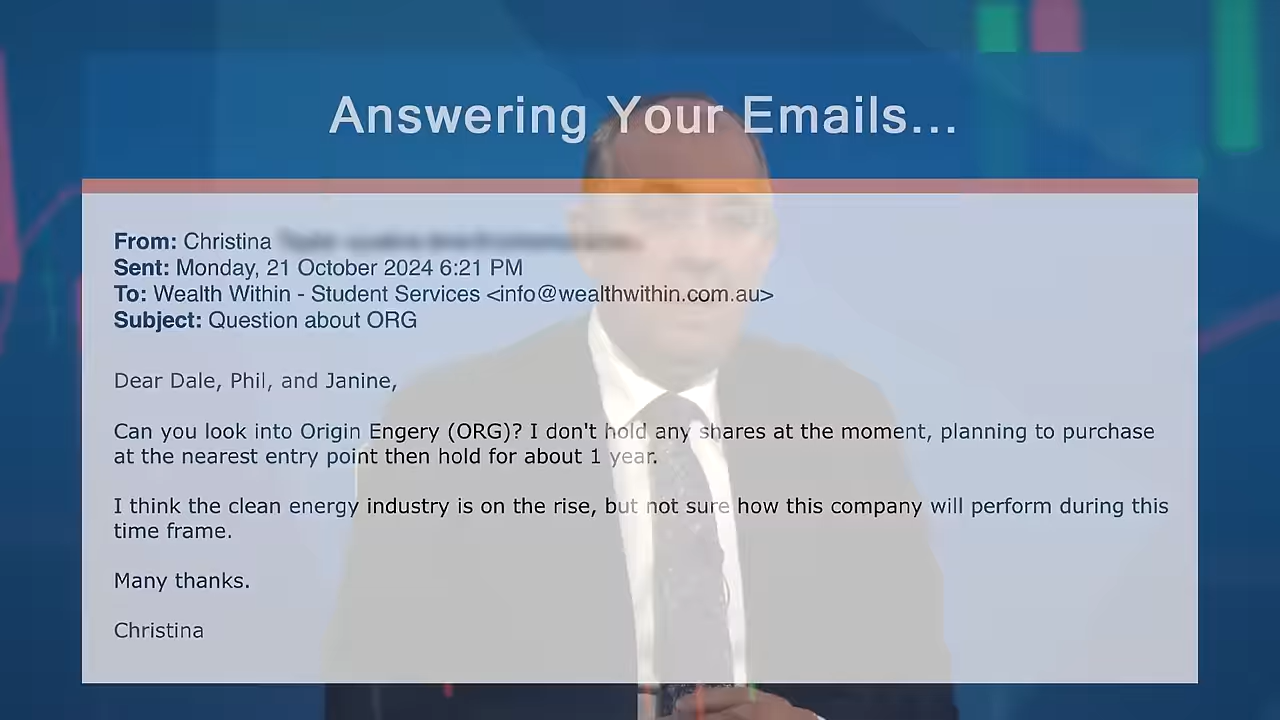 Answering Your Emails...
From: Christina
Sent: Monday, 21 October 2024 6:21 PM
To: Wealth Within - Student Services <info@wealthwithin.com.au>
Subject: Question about ORG
Dear Dale, Phil, and Janine,
Can you look into Origin Engery (ORG)? I don't hold any shares at the moment, planning to purchase
at the nearest entry point then hold for about 1 year.
I think the clean energy industry is on the rise, but not sure how this company will perform during this
time frame.
Many thanks.
Christina